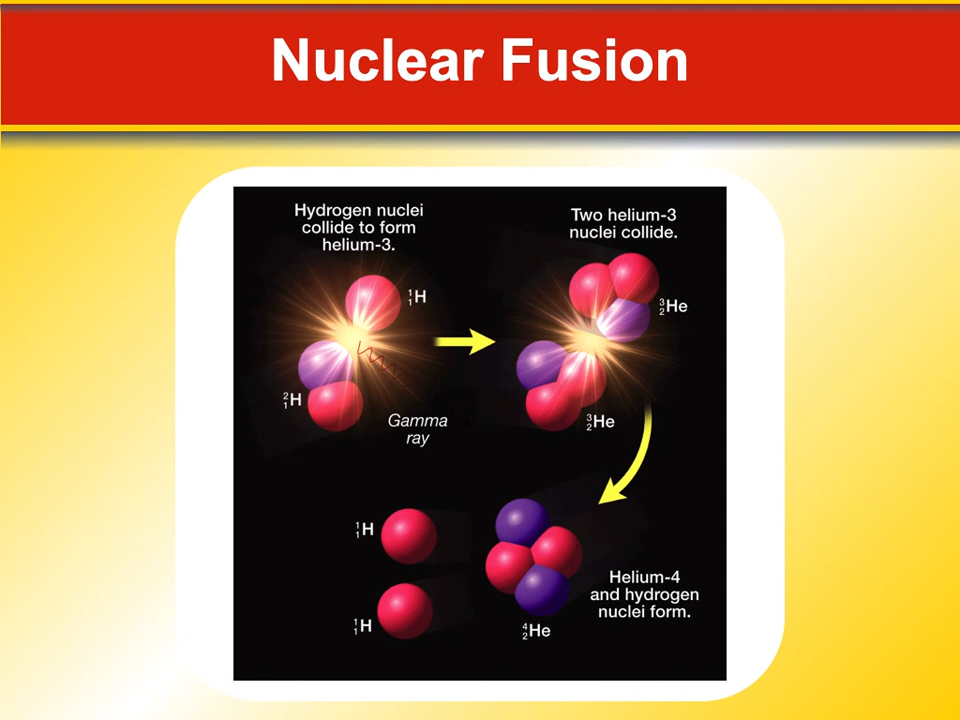 Nuclear Fusion
Hydrogen nuclei
collide to form
helium-3.
¹₁H
²₁H
Gamma
ray
Two helium-3
nuclei collide.
³₂He
³₂He
¹₁H
¹₁H
⁴₂He
Helium-4
and hydrogen
nuclei form.